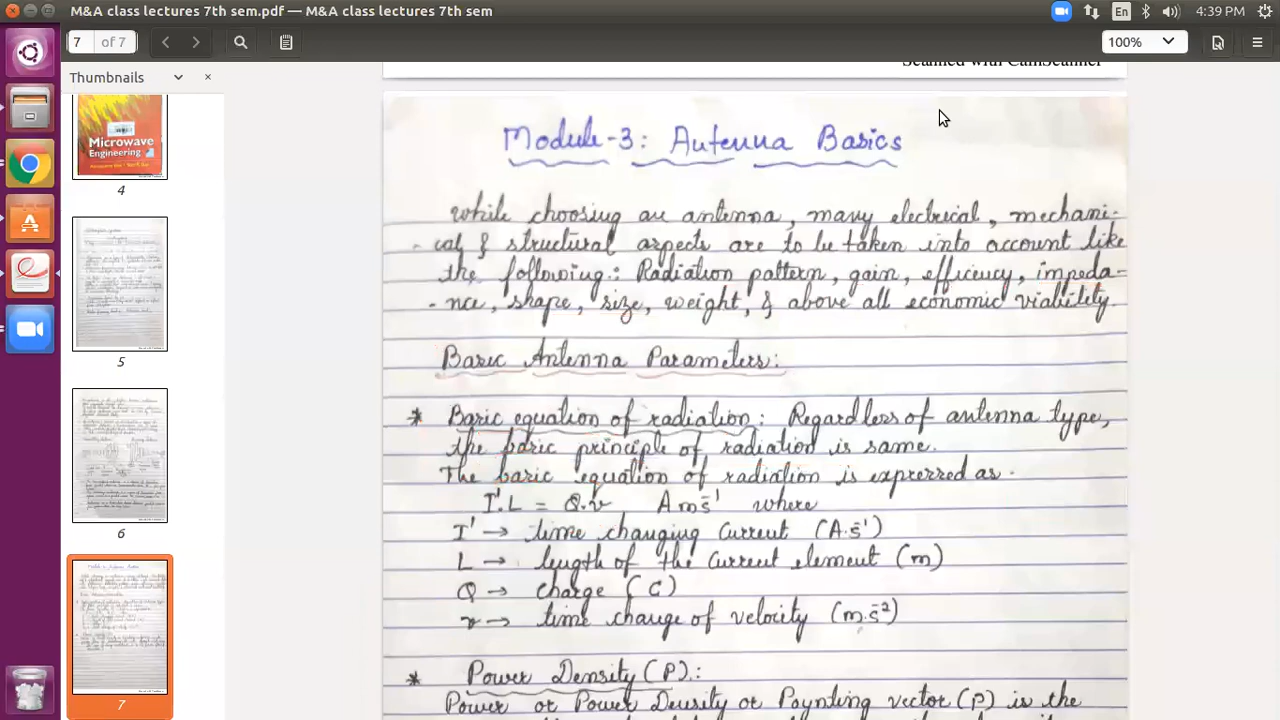 M&A class lectures 7th sem.pdf — M&A class lectures 7th sem
En
4:39 PM
7 of 7
100%
Thumbnails
Microwave
Engineering
4
5
6
7
Scanned with CamScanner
Module-3: Antenna Basics
While choosing an antenna, many electrical, mechani-
-cal & structural aspects are to be taken into account like
the following: Radiation pattern, gain, efficiency, impeda-
-nce, shape, size, weight, & above all economic viability
Basic Antenna Parameters:
* Basic equation of radiation: Regardless of antenna type,
the basic principle of radiation is same.
The basic equation of radiation is expressed as
I'.L = Q.v A m s⁻¹ where
I' → time changing current (A.s⁻¹)
L → length of the current element (m)
Q → charge (C)
v → time change of velocity (m.s⁻²)
* Power Density (P).:
Power or Power Density or Poynting vector (P) is the